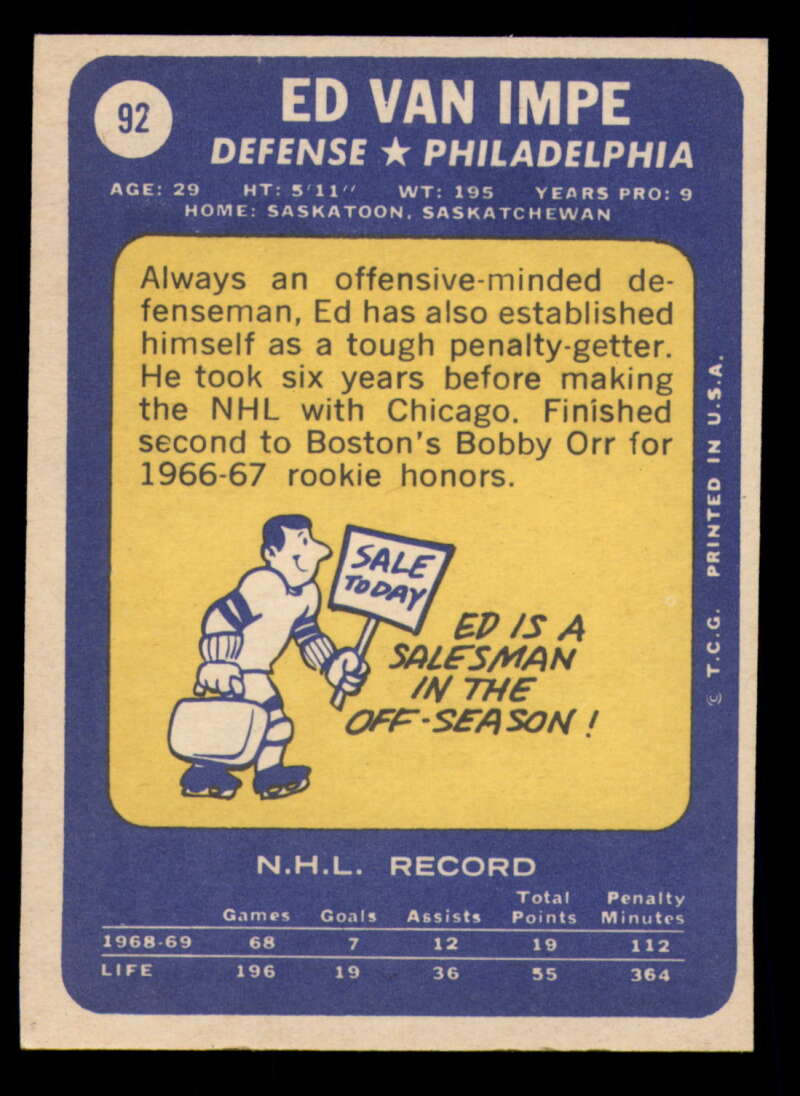 92
ED VAN IMPE
DEFENSE ★ PHILADELPHIA
AGE: 29 HT: 5'11" WT: 195 YEARS PRO: 9
HOME: SASKATOON, SASKATCHEWAN
Always an offensive-minded de-
fenseman, Ed has also established
himself as a tough penalty-getter.
He took six years before making
the NHL with Chicago. Finished
second to Boston's Bobby Orr for
1966-67 rookie honors.
SALE
TODAY
ED IS A
SALESMAN
IN THE
OFF-SEASON!
© T.C.G. PRINTED IN U.S.A.
N.H.L. RECORD
Games Goals Assists Total Points Penalty Minutes
1968-69 68 7 12 19 112
LIFE 196 19 36 55 364